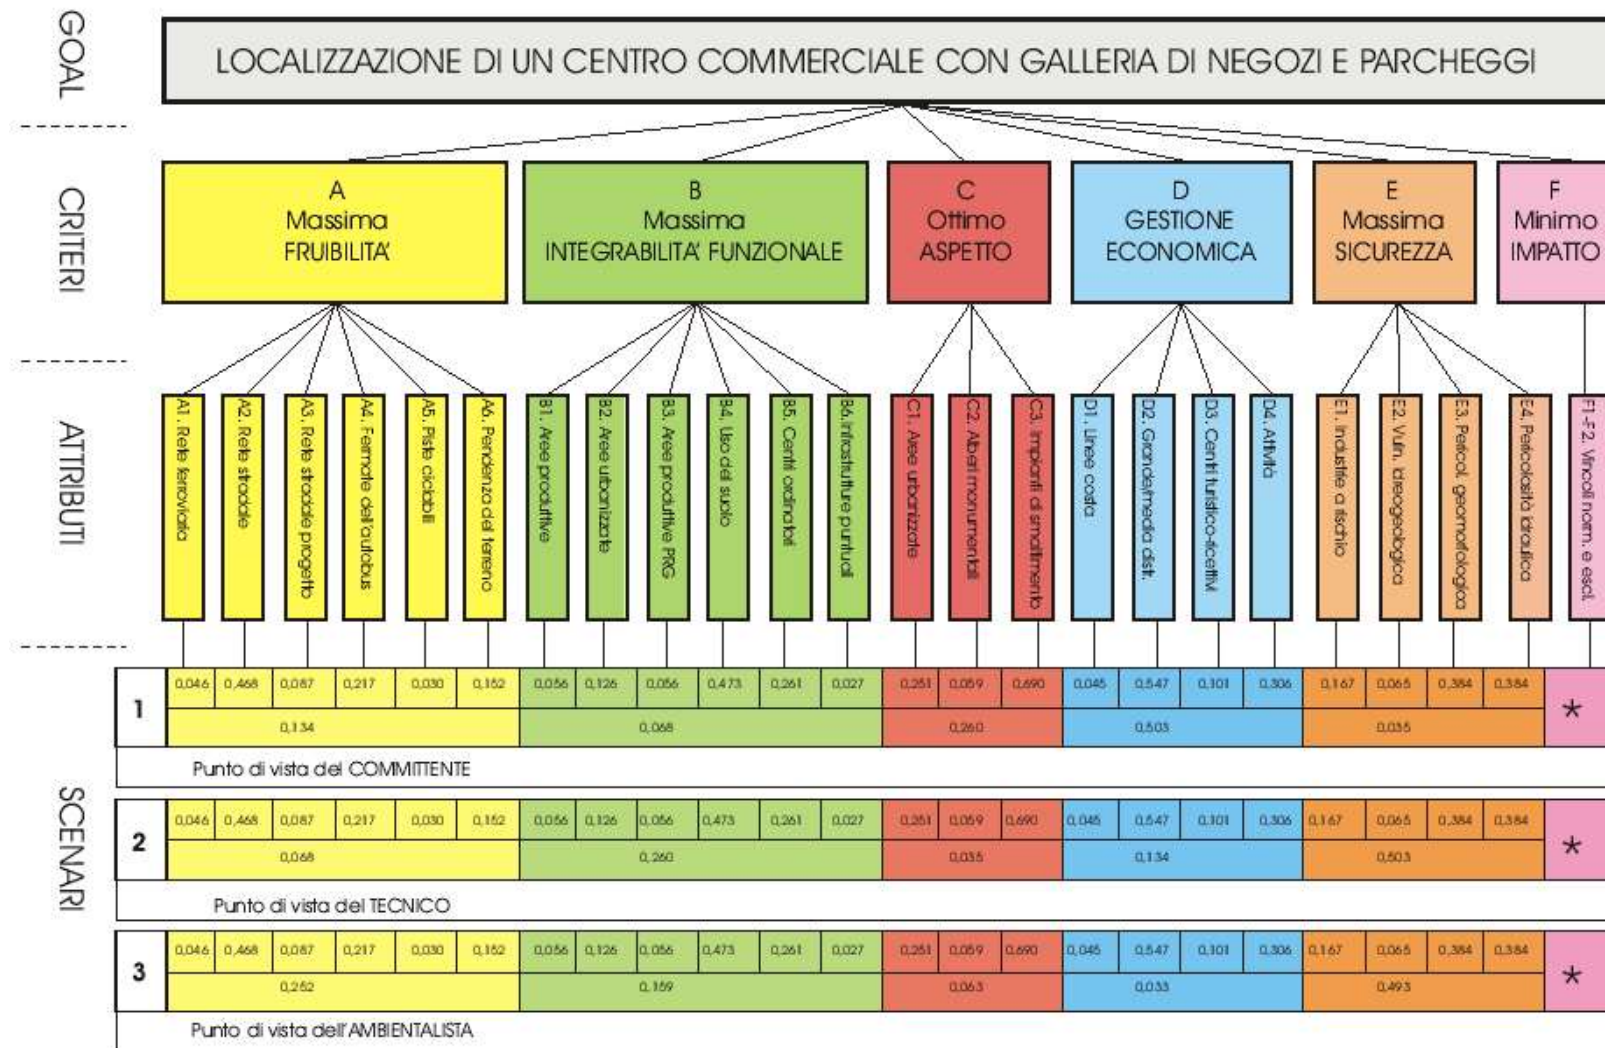 GOAL
LOCALIZZAZIONE DI UN CENTRO COMMERCIALE CON GALLERIA DI NEGOZI E PARCHEGGI
CRITERI
A
Massima
FRUIBILITA'
B
Massima
INTEGRABILITA' FUNZIONALE
C
Ottimo
ASPETTO
D
GESTIONE
ECONOMICA
E
Massima
SICUREZZA
F
Minimo
IMPATTO
ATTRIBUTI
A1. Rete ferroviaria
A2. Rete stradale
A3. Rete stradale progetto
A4. Fermate dell'autobus
A5. Piste ciclabili
A6. Pendenza del terreno
B1. Aree produttive
B2. Aree urbanizzate
B3. Aree produttive PRG
B4. Uso del suolo
B5. Centri ordinatori
B6. Infrastrutture puntuali
C1. Aree urbanizzate
C2. Alberi monumentali
C3. Impianti di smaltimento
D1. Linee costa
D2. Grande/media distr.
D3. Centri turistico-ricettivi
D4. Attività
E1. Industrie a rischio
E2. Vuln. idreogeologica
E3. Pericol. geomorfologica
E4. Pericolosità idraulica
F1-F2. Vincoli norm. e escl.
SCENARI
1
0,046 0,468 0,087 0,217 0,030 0,152 0,056 0,126 0,056 0,473 0,261 0,027 0,251 0,059 0,690 0,045 0,547 0,101 0,306 0,167 0,065 0,384 0,384 *
0,134 0,068 0,260 0,503 0,035
Punto di vista del COMMITTENTE
2
0,046 0,468 0,087 0,217 0,030 0,152 0,056 0,126 0,056 0,473 0,261 0,027 0,251 0,059 0,690 0,045 0,547 0,101 0,306 0,167 0,065 0,384 0,384 *
0,068 0,260 0,035 0,134 0,503
Punto di vista del TECNICO
3
0,046 0,468 0,087 0,217 0,030 0,152 0,056 0,126 0,056 0,473 0,261 0,027 0,251 0,059 0,690 0,045 0,547 0,101 0,306 0,167 0,065 0,384 0,384 *
0,252 0,159 0,063 0,033 0,493
Punto di vista dell'AMBIENTALISTA